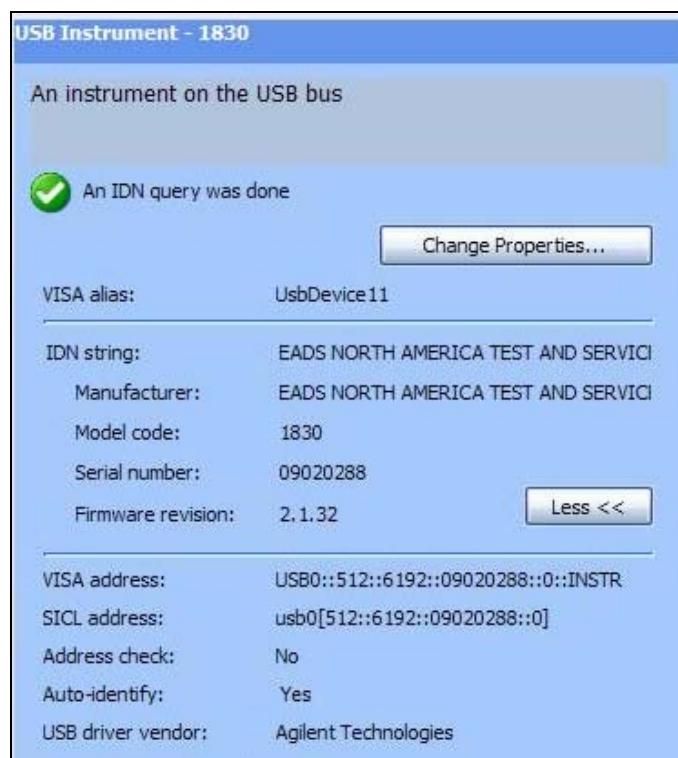 USB Instrument - 1830
An instrument on the USB bus
An IDN query was done
Change Properties...
VISA alias: UsbDevice11
IDN string: EADS NORTH AMERICA TEST AND SERVICI
Manufacturer: EADS NORTH AMERICA TEST AND SERVICI
Model code: 1830
Serial number: 09020288
Firmware revision: 2.1.32
Less <<
VISA address: USB0::512::6192::09020288::0::INSTR
SICL address: usb0[512::6192::09020288::0]
Address check: No
Auto-identify: Yes
USB driver vendor: Agilent Technologies